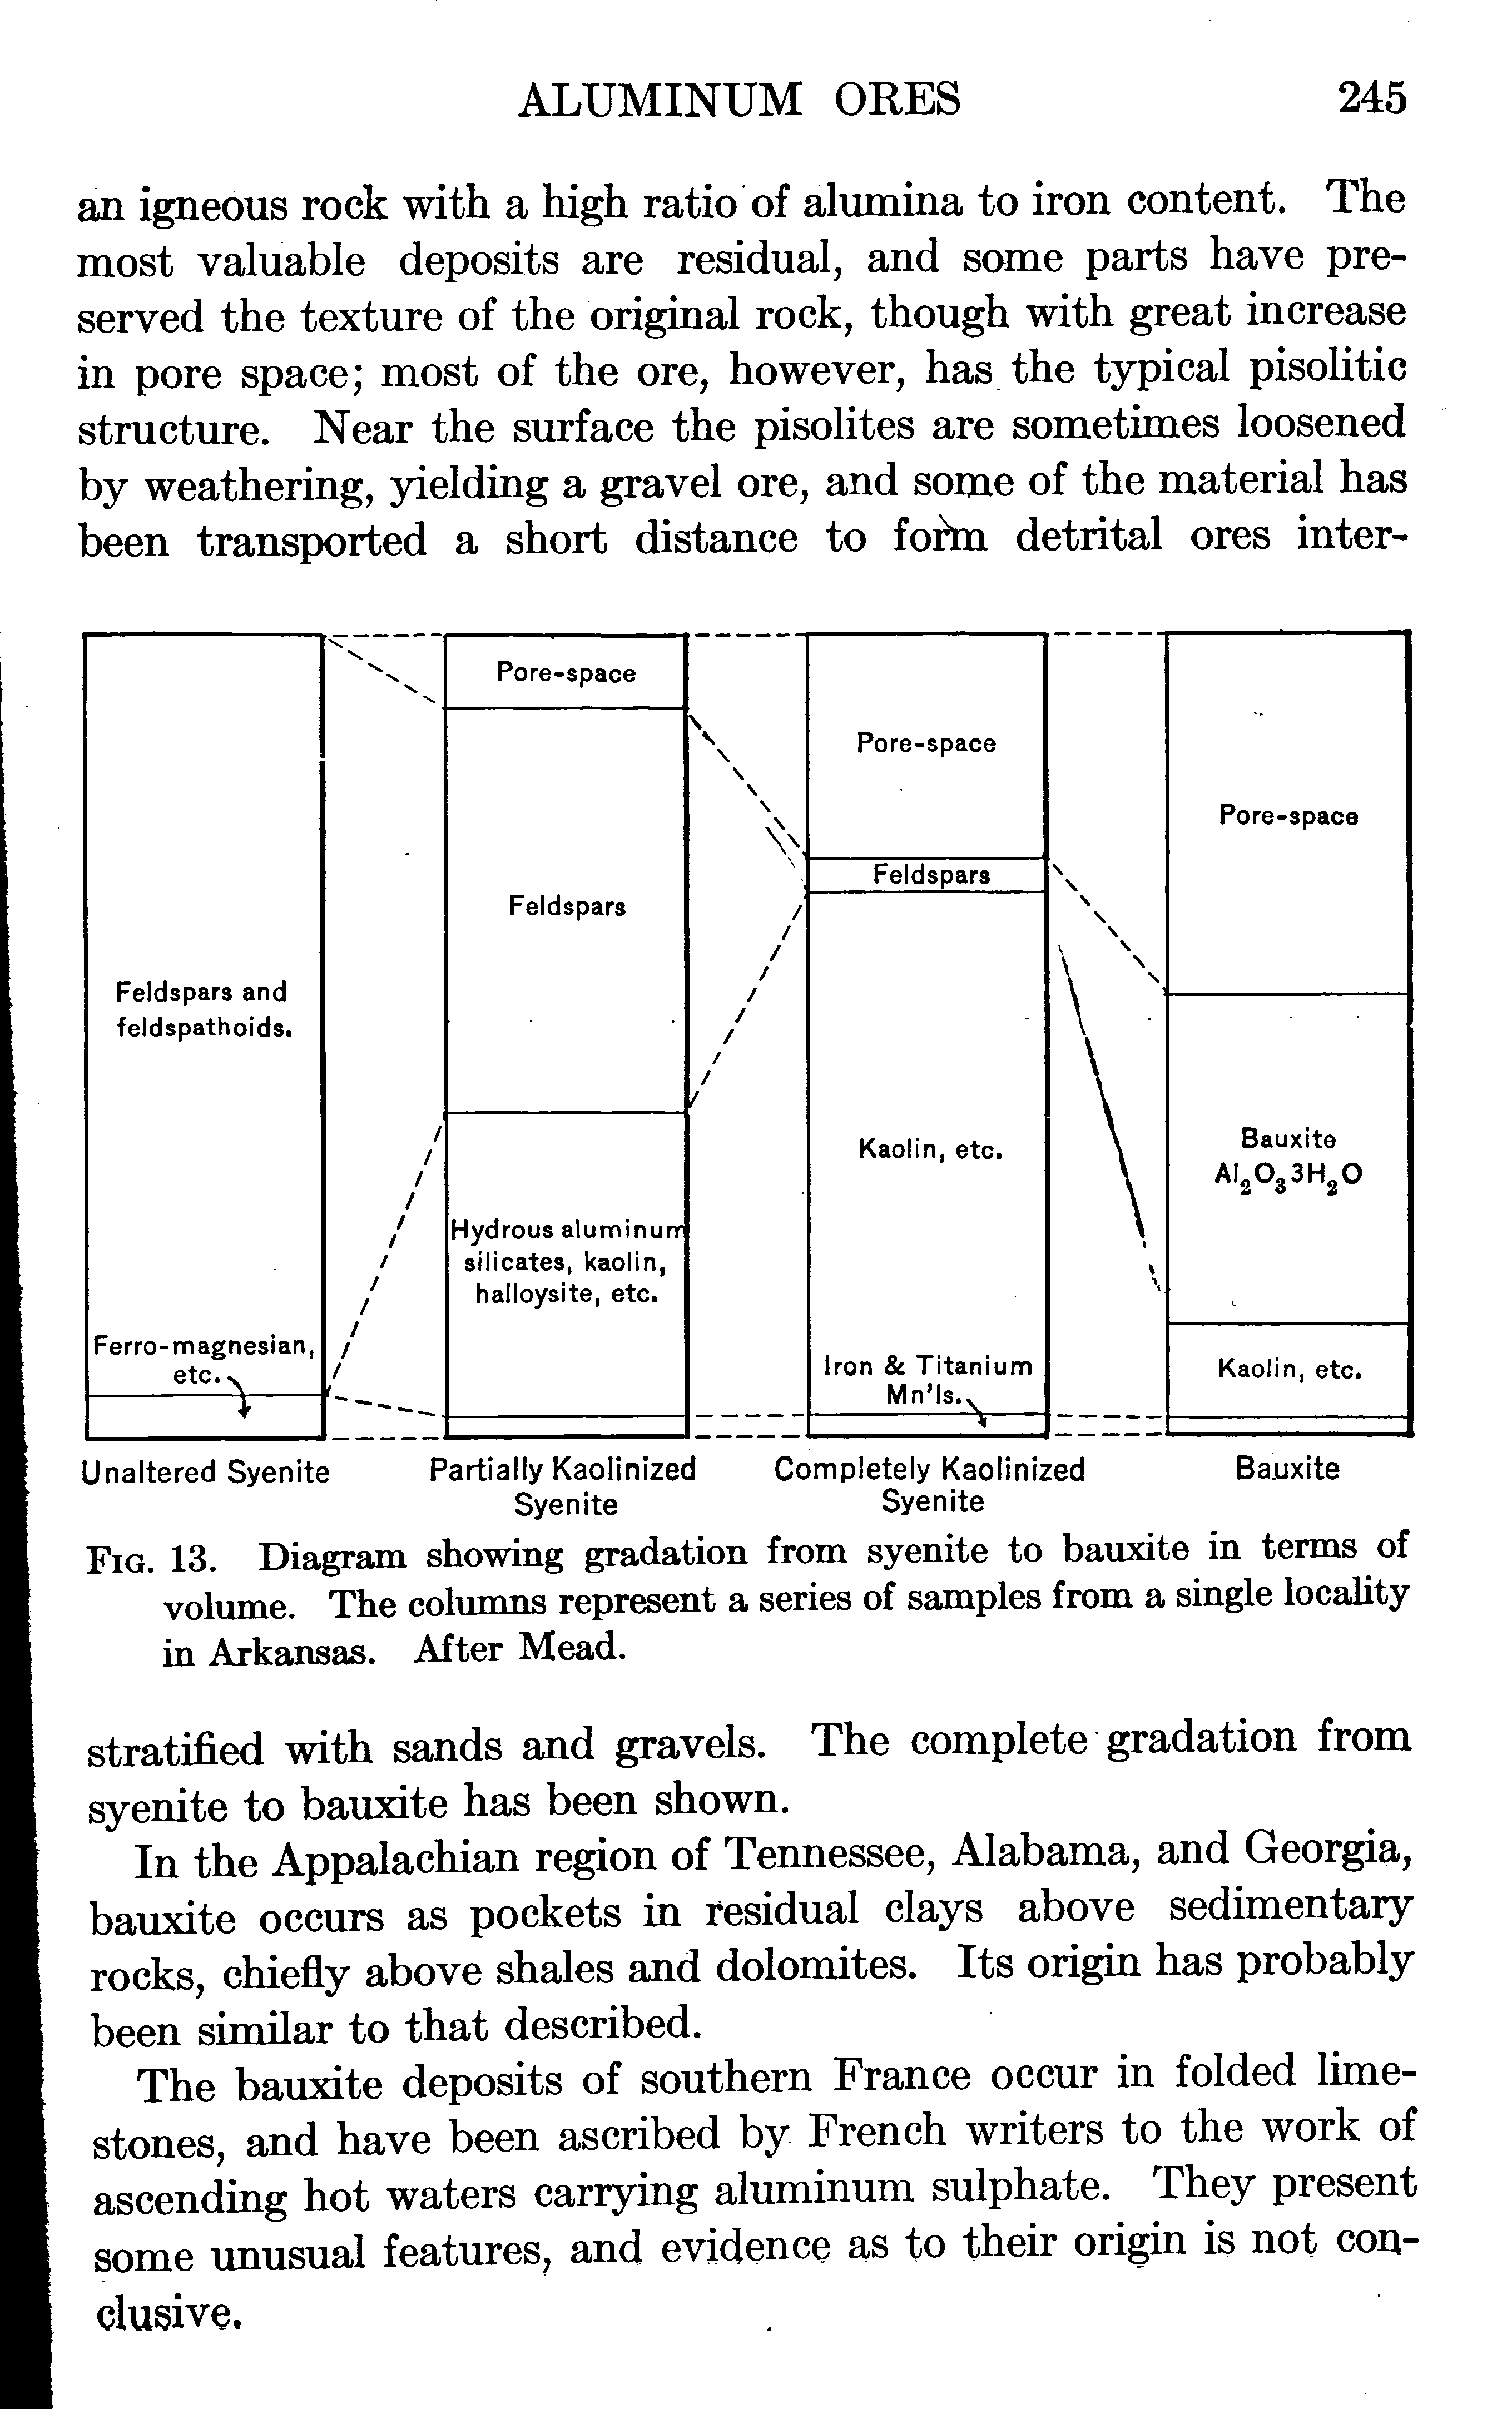 ALUMINUM ORES 245
an igneous rock with a high ratio of alumina to iron content. The
most valuable deposits are residual, and some parts have pre-
served the texture of the original rock, though with great increase
in pore space; most of the ore, however, has the typical pisolitic
structure. Near the surface the pisolites are sometimes loosened
by weathering, yielding a gravel ore, and some of the material has
been transported a short distance to form detrital ores inter-
Feldspars and
feldspathoids.
Ferro-magnesian,
etc.
Unaltered Syenite
Pore-space
Feldspars
Hydrous aluminum
silicates, kaolin,
halloysite, etc.
Partially Kaolinized
Syenite
Pore-space
Feldspars
Kaolin, etc.
Iron & Titanium
Mn'ls.
Completely Kaolinized
Syenite
Pore-space
Bauxite
Al₂O₃3H₂O
Kaolin, etc.
Bauxite
FIG. 13. Diagram showing gradation from syenite to bauxite in terms of
volume. The columns represent a series of samples from a single locality
in Arkansas. After Mead.
stratified with sands and gravels. The complete gradation from
syenite to bauxite has been shown.
In the Appalachian region of Tennessee, Alabama, and Georgia,
bauxite occurs as pockets in residual clays above sedimentary
rocks, chiefly above shales and dolomites. Its origin has probably
been similar to that described.
The bauxite deposits of southern France occur in folded lime-
stones, and have been ascribed by French writers to the work of
ascending hot waters carrying aluminum sulphate. They present
some unusual features, and evidence as to their origin is not con-
clusive.